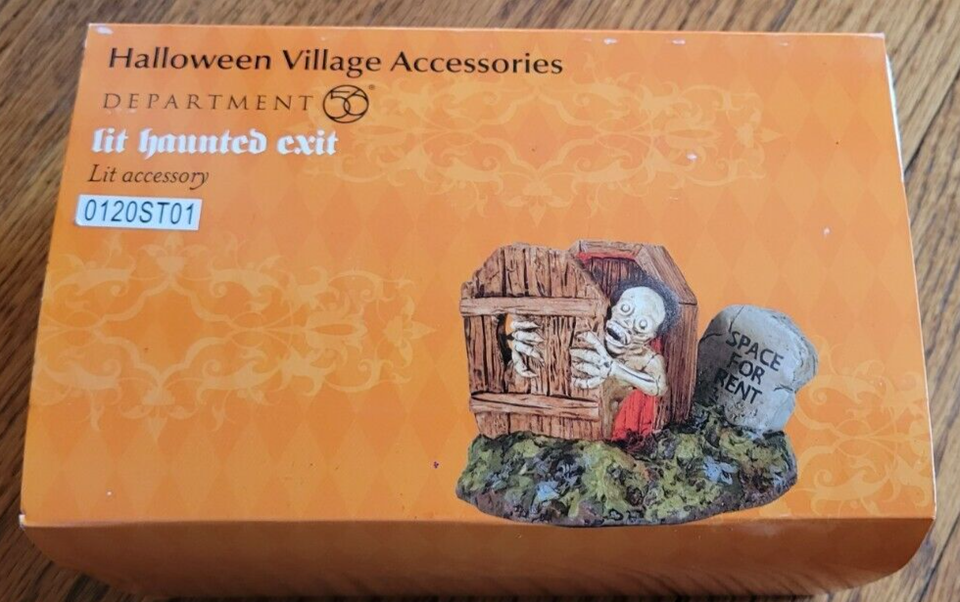 Halloween Village Accessories
DEPARTMENT 56®
lit haunted exit
Lit accessory
0120ST01
SPACE
FOR
RENT